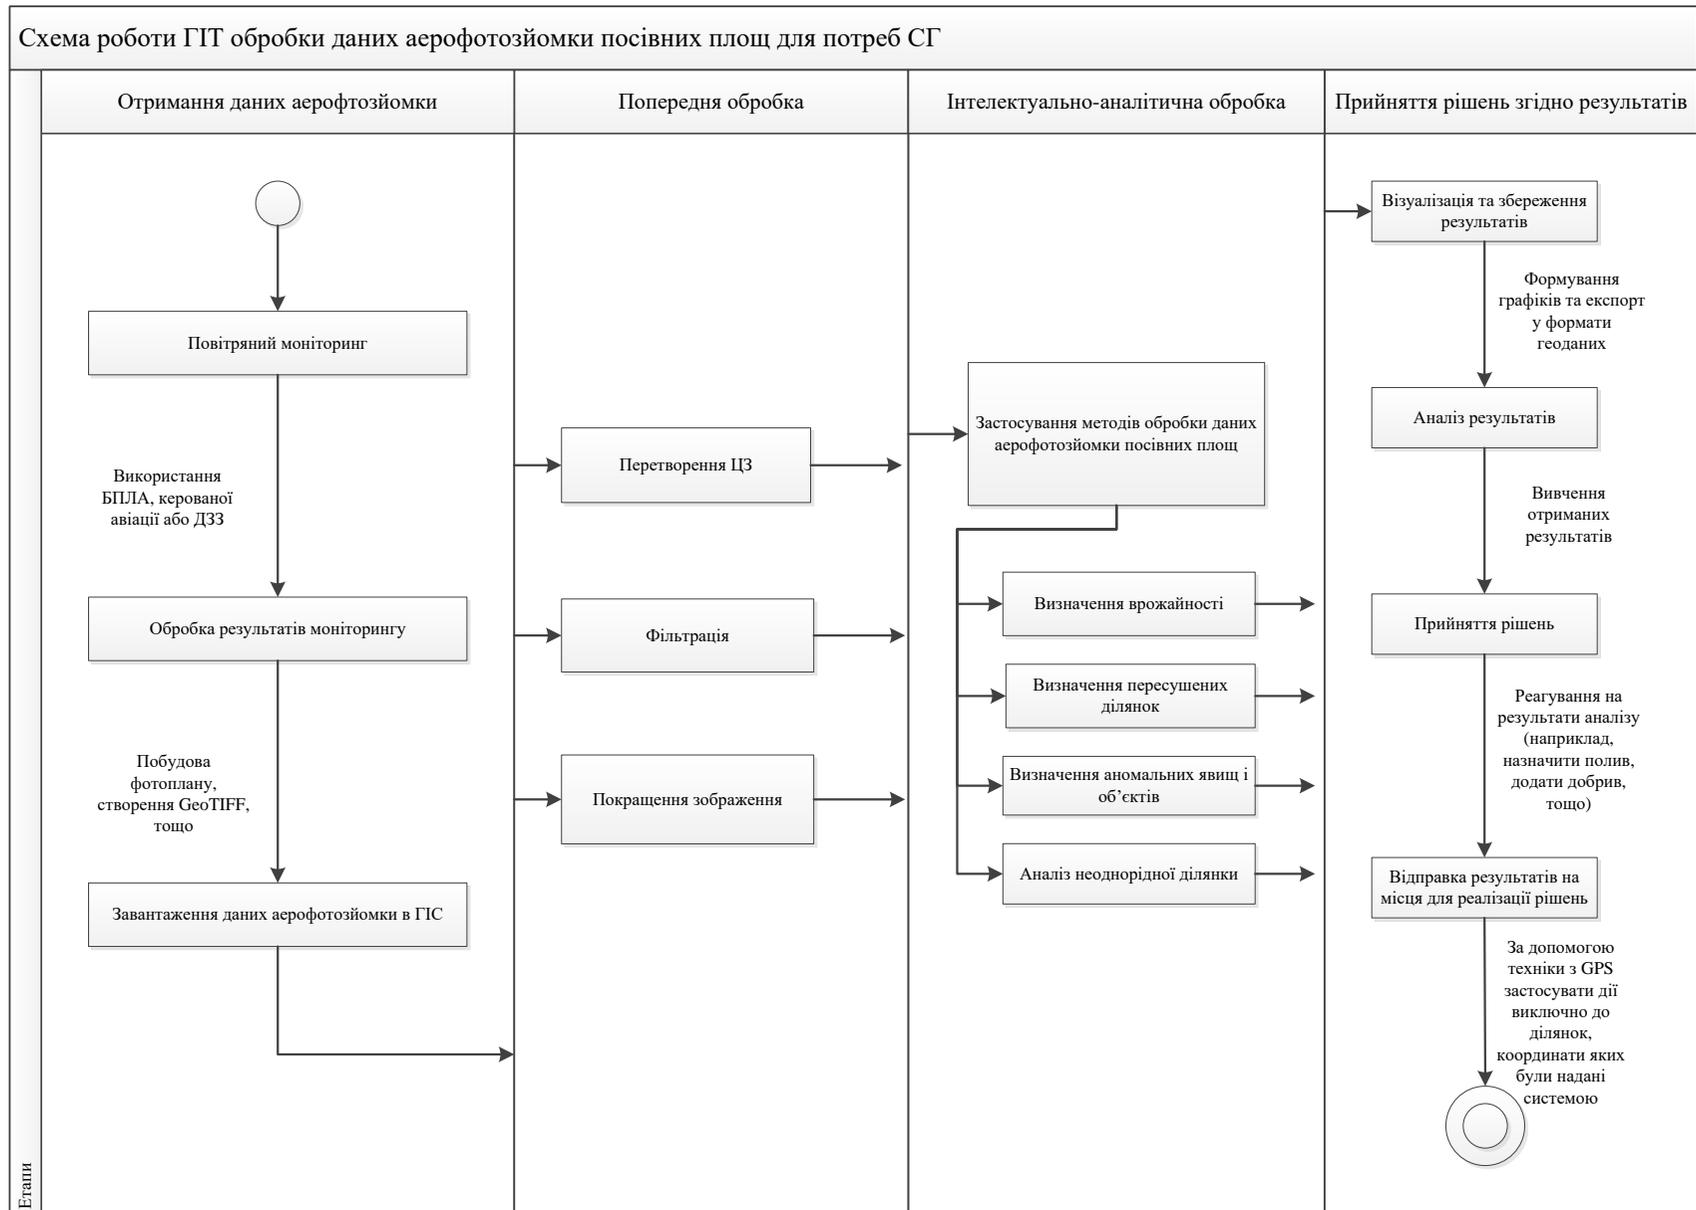 Схема роботи ГІТ обробки даних аерофотозйомки посівних площ для потреб СГ
Отримання даних аерофтозйомки
Попередня обробка
Інтелектуально-аналітична обробка
Прийняття рішень згідно результатів
Етапи
Повітряний моніторинг
Використання
БПЛА, керованої
авіації або ДЗЗ
Обробка результатів моніторингу
Побудова
фотоплану,
створення GeoTIFF,
тощо
Завантаження даних аерофотозйомки в ГІС
Перетворення ЦЗ
Фільтрація
Покращення зображення
Застосування методів обробки даних
аерофотозйомки посівних площ
Визначення врожайності
Визначення пересушених
ділянок
Визначення аномальних явищ і
об’єктів
Аналіз неоднорідної ділянки
Візуалізація та збереження
результатів
Формування
графіків та експорт
у формати
геоданих
Аналіз результатів
Вивчення
отриманих
результатів
Прийняття рішень
Реагування на
результати аналізу
(наприклад,
назначити полив,
додати добрив,
тощо)
Відправка результатів на
місця для реалізації рішень
За допомогою
техніки з GPS
застосувати дії
виключно до
ділянок,
координати яких
були надані
системою